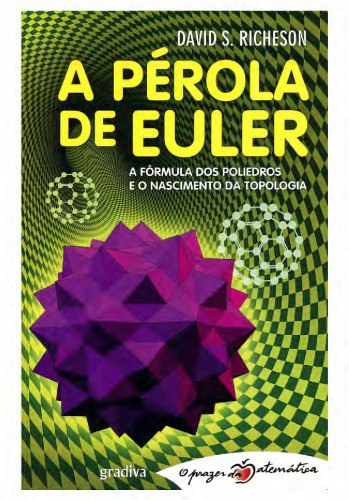 DAVID S. RICHESON
A PÉROLA
DE EULER
A FÓRMULA DOS POLIEDROS
E O NASCIMENTO DA TOPOLOGIA
gradiva
O prazer da Matemática